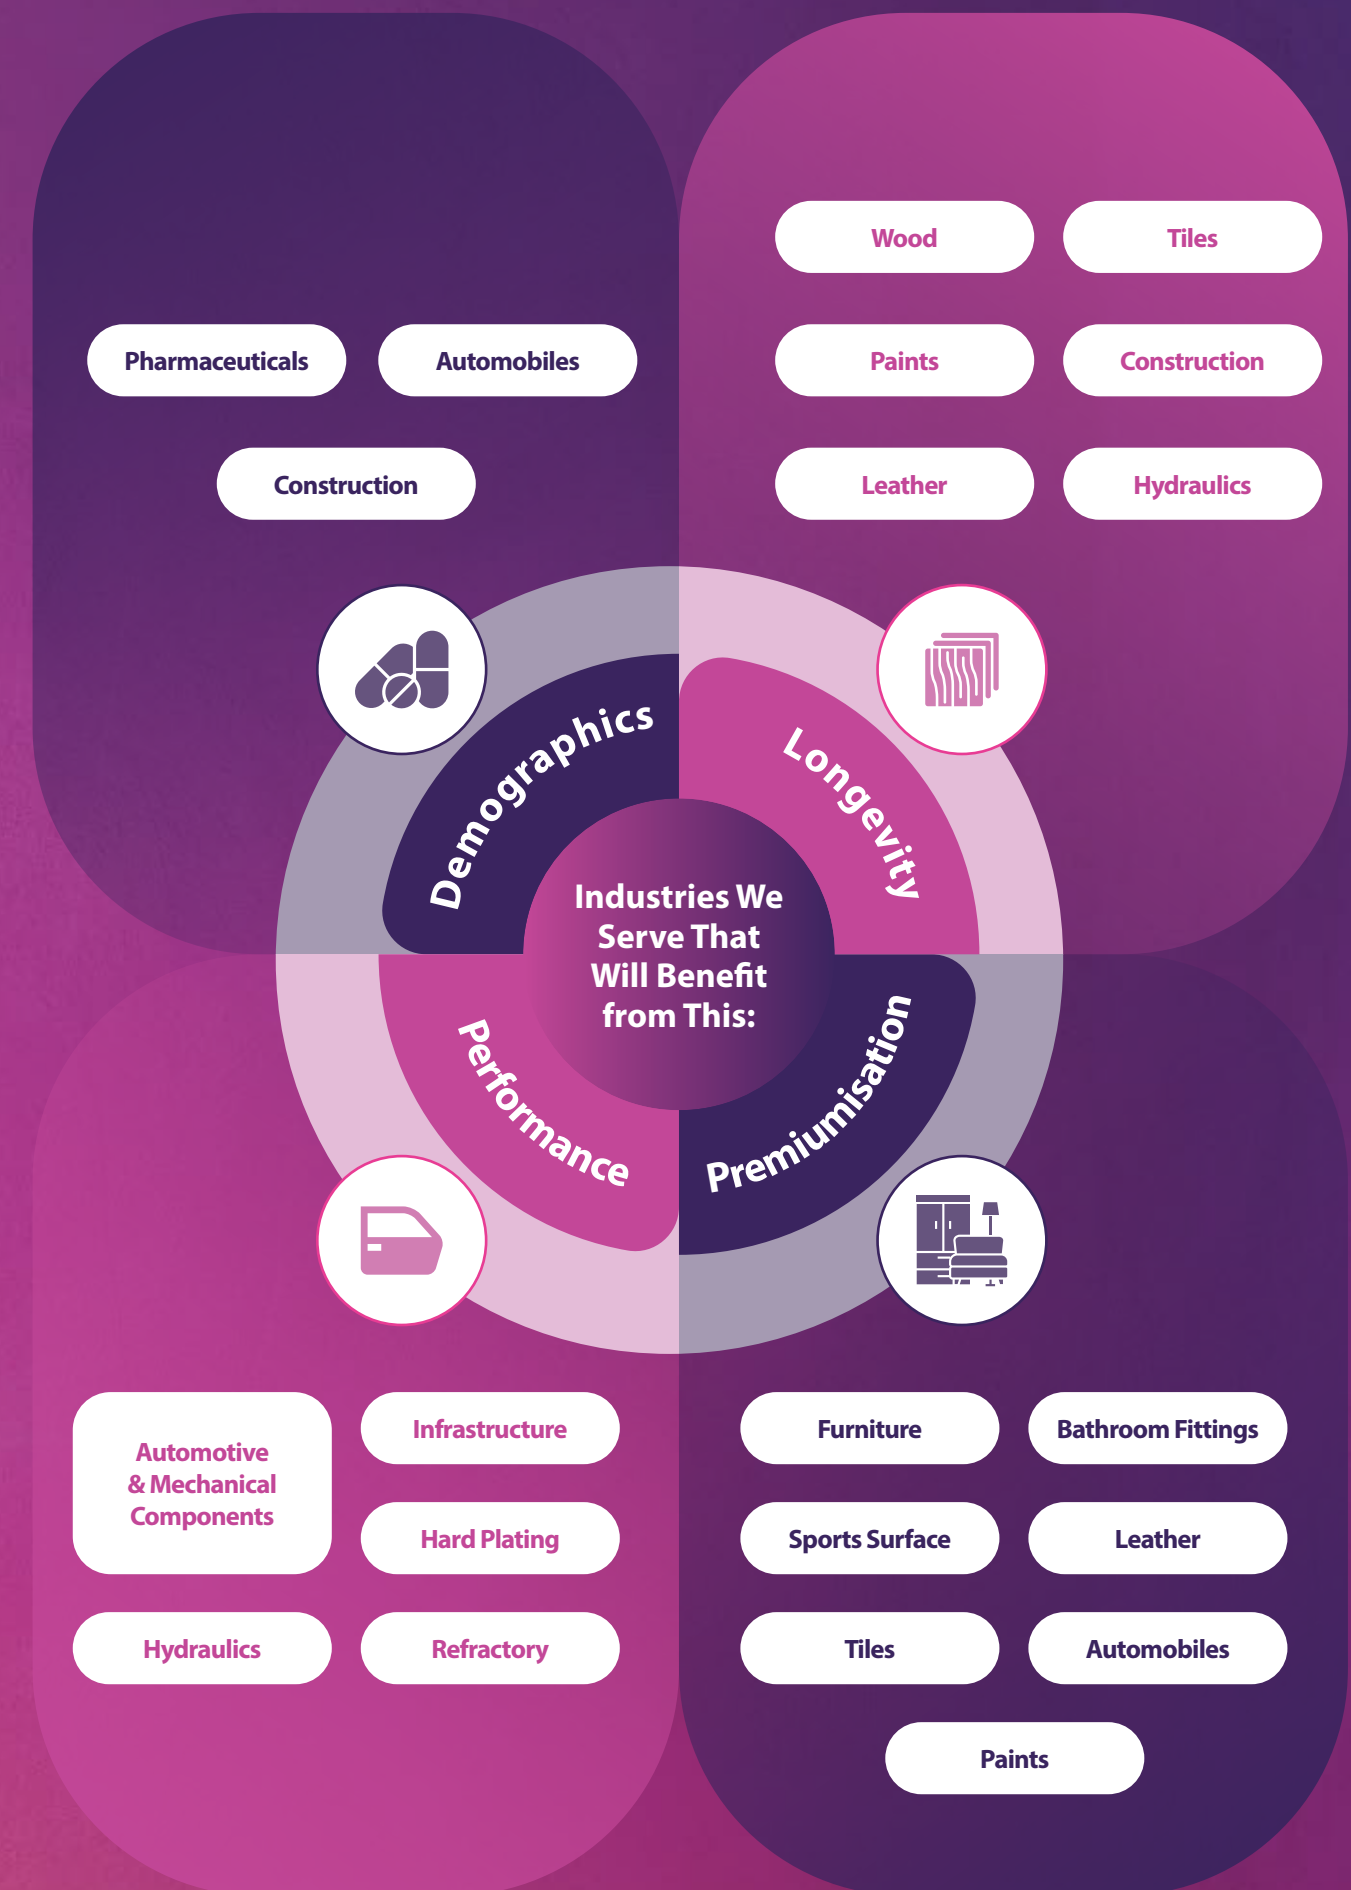 Pharmaceuticals
Automobiles
Construction
Wood
Tiles
Paints
Construction
Leather
Hydraulics
Demographics
Longevity
Industries We
Serve That
Will Benefit
from This:
Performance
Premiumisation
Automotive
& Mechanical
Components
Infrastructure
Hard Plating
Hydraulics
Refractory
Furniture
Bathroom Fittings
Sports Surface
Leather
Tiles
Automobiles
Paints